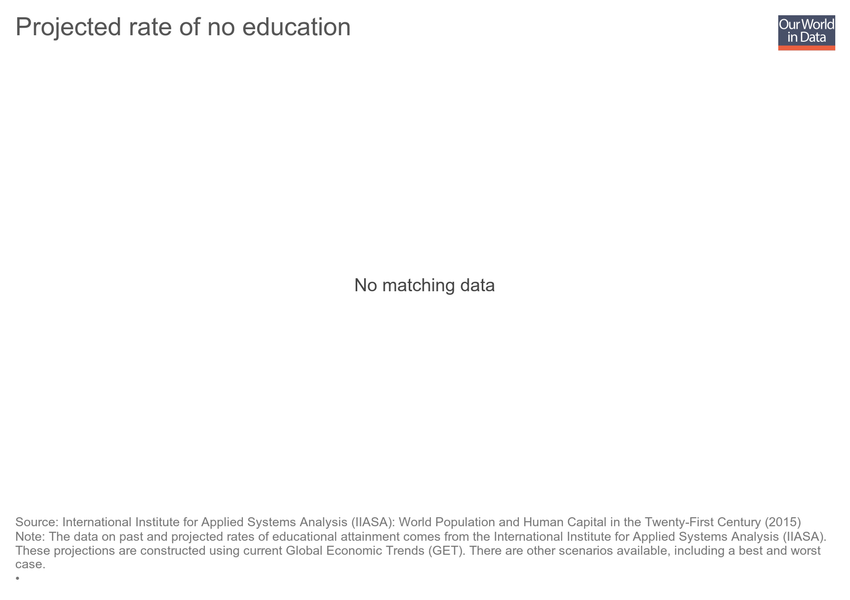 Projected rate of no education
Our World
in Data
No matching data
Source: International Institute for Applied Systems Analysis (IIASA): World Population and Human Capital in the Twenty-First Century (2015)
Note: The data on past and projected rates of educational attainment comes from the International Institute for Applied Systems Analysis (IIASA).
These projections are constructed using current Global Economic Trends (GET). There are other scenarios available, including a best and worst
case.
•